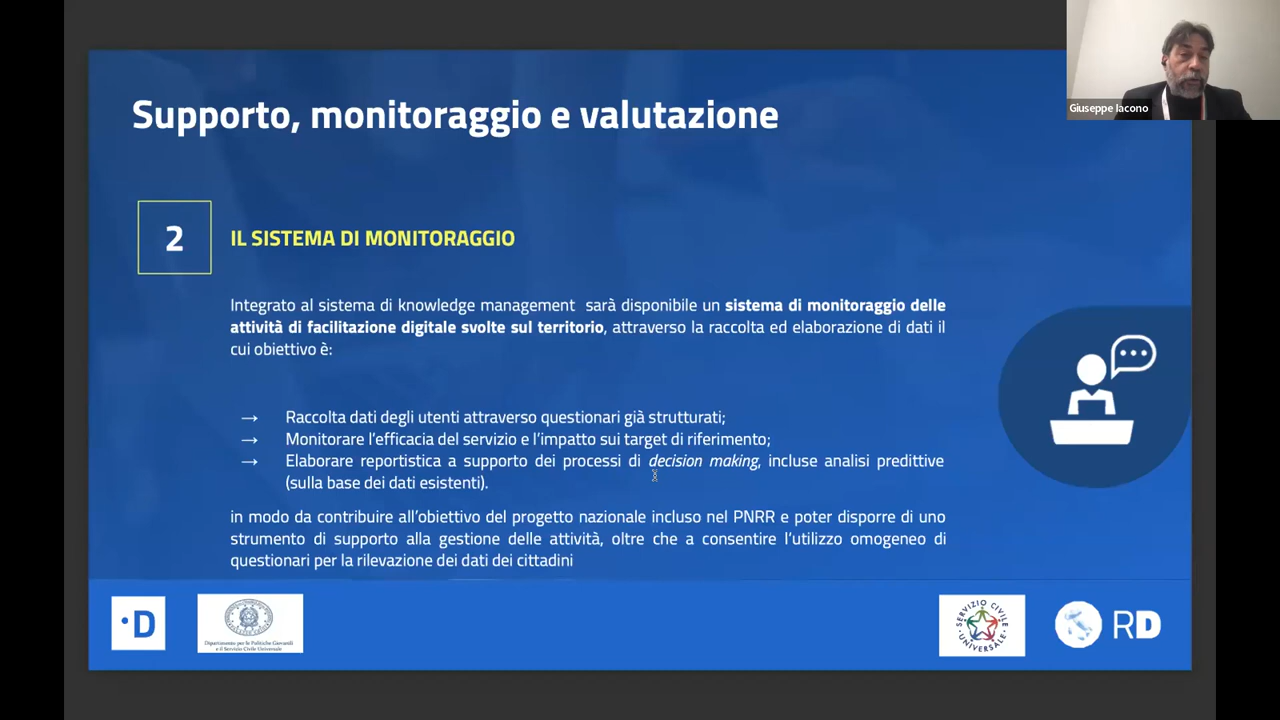 Giuseppe Iacono
Supporto, monitoraggio e valutazione
2
IL SISTEMA DI MONITORAGGIO
Integrato al sistema di knowledge management sarà disponibile un sistema di monitoraggio delle
attività di facilitazione digitale svolte sul territorio, attraverso la raccolta ed elaborazione di dati il
cui obiettivo è:
→ Raccolta dati degli utenti attraverso questionari già strutturati;
→ Monitorare l'efficacia del servizio e l'impatto sui target di riferimento;
→ Elaborare reportistica a supporto dei processi di decision making, incluse analisi predittive
(sulla base dei dati esistenti).
in modo da contribuire all'obiettivo del progetto nazionale incluso nel PNRR e poter disporre di uno
strumento di supporto alla gestione delle attività, oltre che a consentire l'utilizzo omogeneo di
questionari per la rilevazione dei dati dei cittadini
·D
Dipartimento per le Politiche Giovanili
e il Servizio Civile Universale
SERVIZIO CIVILE
UNIVERSALE
RD